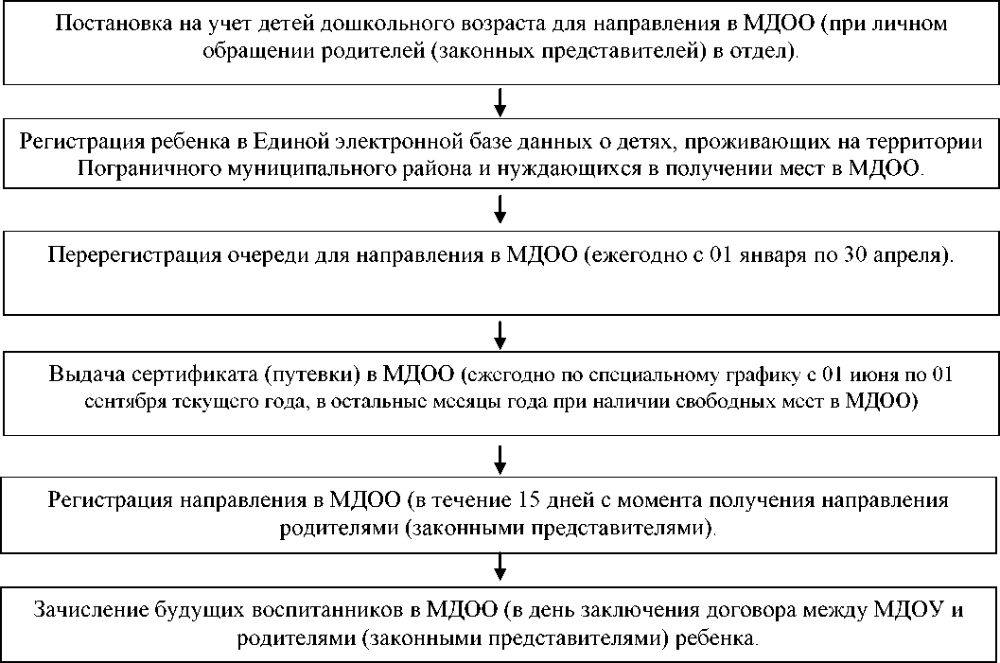 Постановка на учет детей дошкольного возраста для направления в МДОО (при личном
обращении родителей (законных представителей) в отдел).
Регистрация ребенка в Единой электронной базе данных о детях, проживающих на территории
Пограничного муниципального района и нуждающихся в получении мест в МДОО.
Перерегистрация очереди для направления в МДОО (ежегодно с 01 января по 30 апреля).
Выдача сертификата (путевки) в МДОО (ежегодно по специальному графику с 01 июня по 01
сентября текущего года, в остальные месяцы года при наличии свободных мест в МДОО)
Регистрация направления в МДОО (в течение 15 дней с момента получения направления
родителями (законными представителями).
Зачисление будущих воспитанников в МДОО (в день заключения договора между МДОУ и
родителями (законными представителями) ребенка.